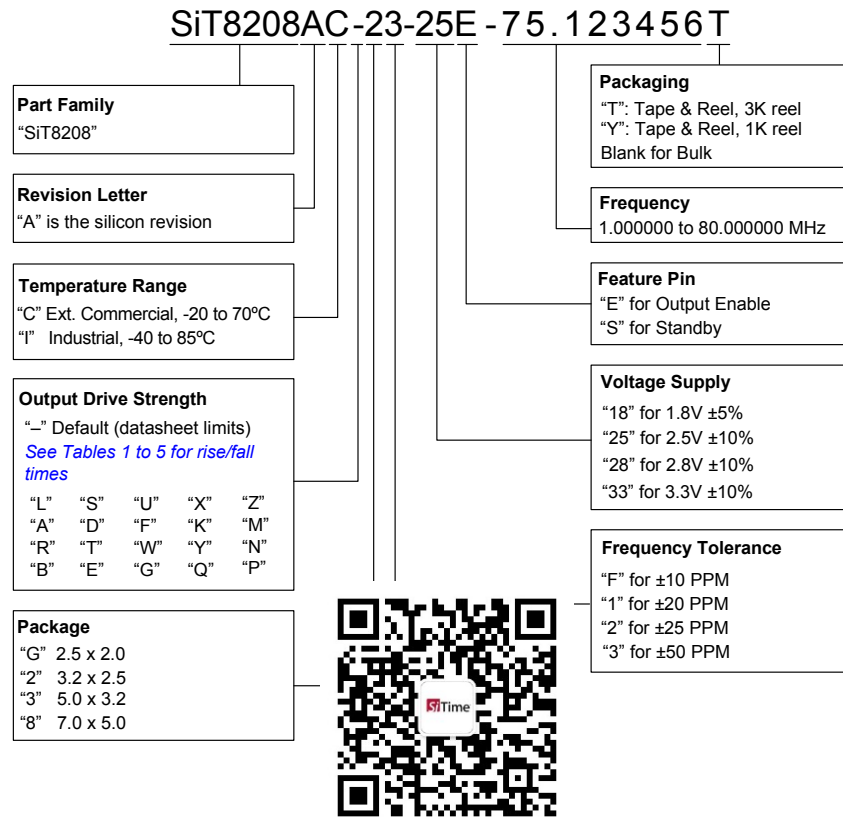 SiT8208AC-23-25E-75.123456T
Part Family
“SiT8208”
Revision Letter
“A” is the silicon revision
Temperature Range
“C” Ext. Commercial, -20 to 70ºC
“I” Industrial, -40 to 85ºC
Output Drive Strength
“–” Default (datasheet limits)
See Tables 1 to 5 for rise/fall
times
“L” “S” “U” “X” “Z”
“A” “D” “F” “K” “M”
“R” “T” “W” “Y” “N”
“B” “E” “G” “Q” “P”
Package
“G” 2.5 x 2.0
“2” 3.2 x 2.5
“3” 5.0 x 3.2
“8” 7.0 x 5.0
Packaging
“T”: Tape & Reel, 3K reel
“Y”: Tape & Reel, 1K reel
Blank for Bulk
Frequency
1.000000 to 80.000000 MHz
Feature Pin
“E” for Output Enable
“S” for Standby
Voltage Supply
“18” for 1.8V ±5%
“25” for 2.5V ±10%
“28” for 2.8V ±10%
“33” for 3.3V ±10%
Frequency Tolerance
“F” for ±10 PPM
“1” for ±20 PPM
“2” for ±25 PPM
“3” for ±50 PPM
SiTime